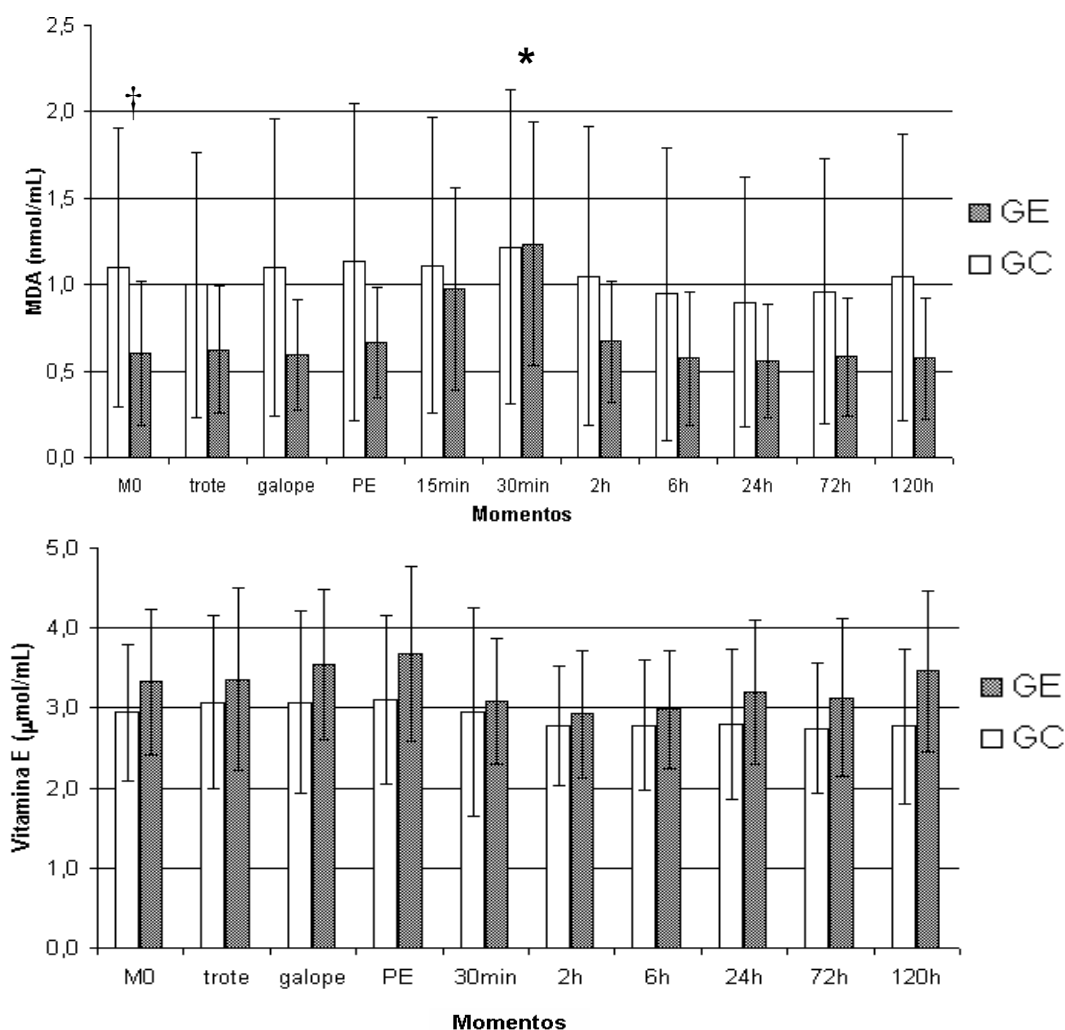 2,5
*
†
2,0
1,5
MDA (nmol/mL)
1,0
0,5
0,0
GE
GC
M0 trote galope PE 15min 30min 2h 6h 24h 72h 120h
Momentos
5,0
4,0
3,0
Vitamina E (µmol/mL)
2,0
1,0
0,0
GE
GC
M0 trote galope PE 30min 2h 6h 24h 72h 120h
Momentos